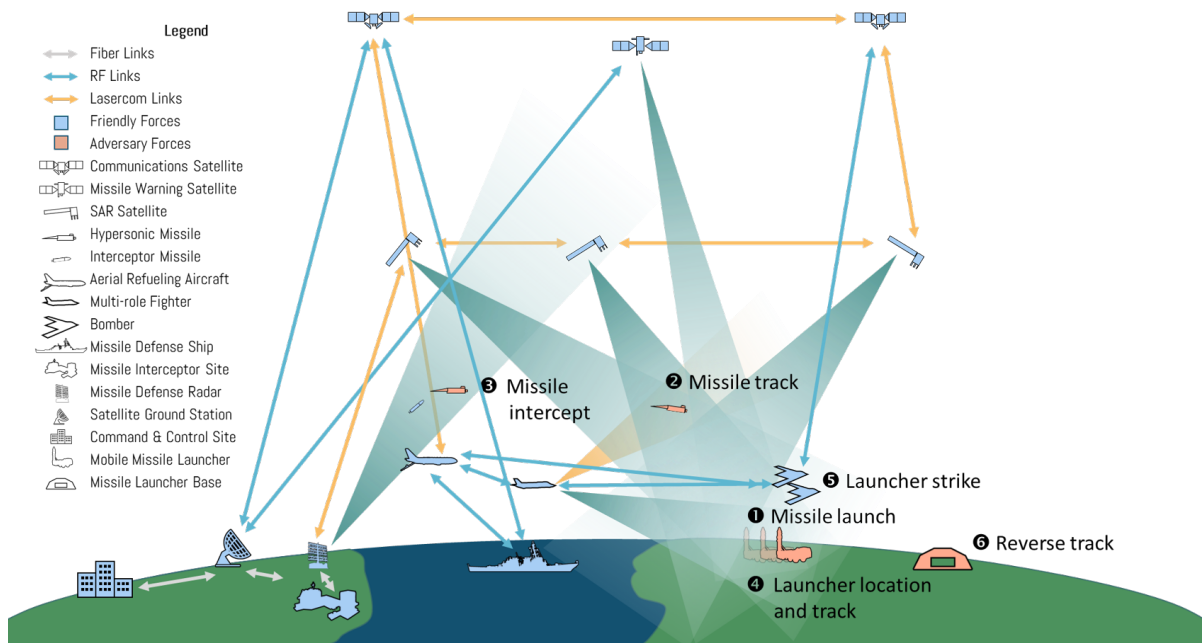 Legend
Fiber Links
RF Links
Lasercom Links
Friendly Forces
Adversary Forces
Communications Satellite
Missile Warning Satellite
SAR Satellite
Hypersonic Missile
Interceptor Missile
Aerial Refueling Aircraft
Multi-role Fighter
Bomber
Missile Defense Ship
Missile Interceptor Site
Missile Defense Radar
Satellite Ground Station
Command & Control Site
Mobile Missile Launcher
Missile Launcher Base
❸ Missile
intercept
❷ Missile track
❺ Launcher strike
❶ Missile launch
❻ Reverse track
❹ Launcher location
and track